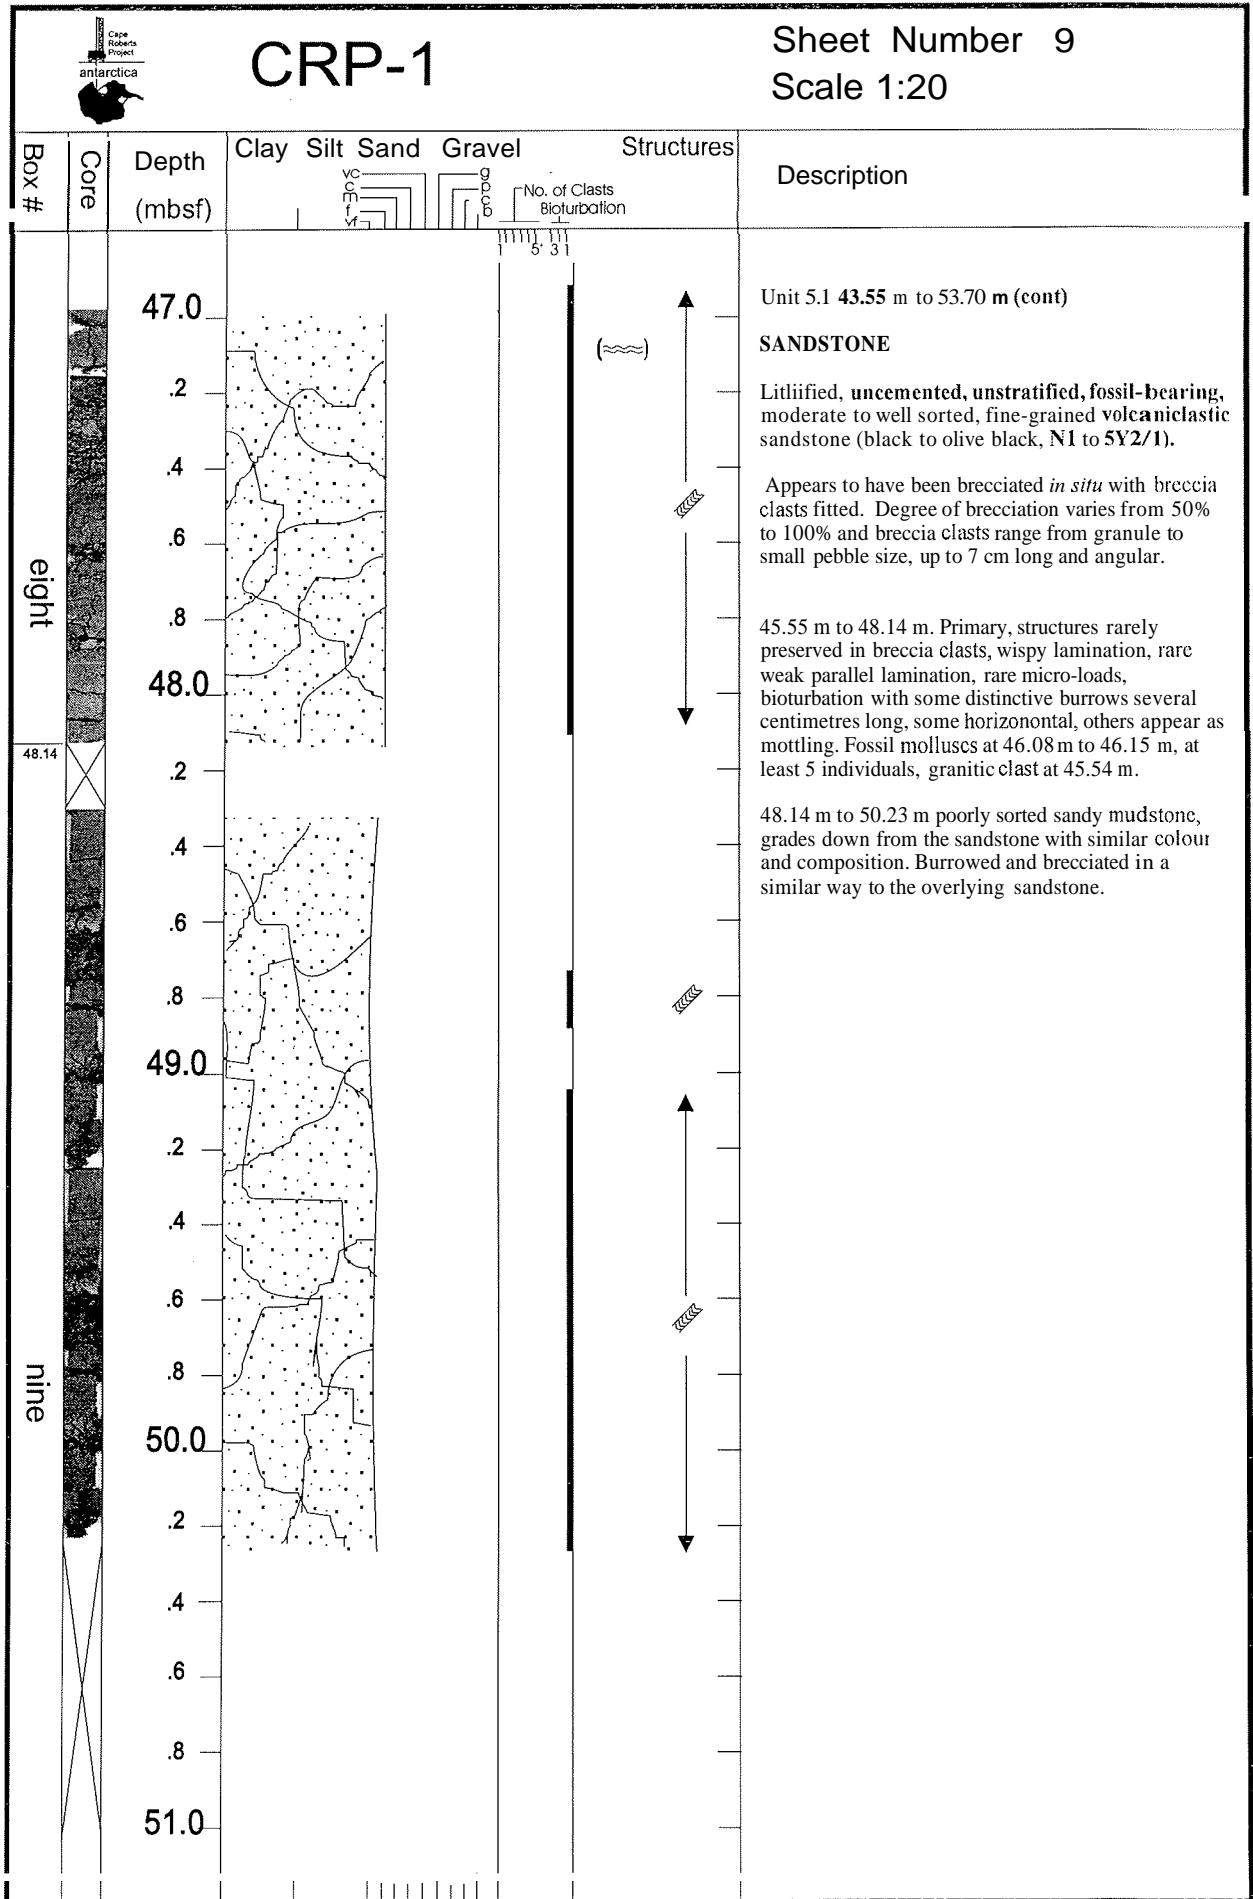 Cape
Roberts
Project
antarctica
CRP-1
Sheet Number 9
Scale 1:20
Box #
Core
Depth
(mbsf)
Clay Silt Sand Gravel
vc
c
m
f
vf
g
p
c
b
No. of Clasts
Bioturbation
1 5+ 3 1
Structures
Description
47.0
.2
.4
.6
.8
48.0
.2
.4
.6
.8
49.0
.2
.4
.6
.8
50.0
.2
.4
.6
.8
51.0
eight
48.14
nine
Unit 5.1 43.55 m to 53.70 m (cont)
SANDSTONE
Litliified, uncemented, unstratified, fossil-bearing,
moderate to well sorted, fine-grained volcaniclastic
sandstone (black to olive black, N1 to 5Y2/1).
Appears to have been brecciated in situ with breccia
clasts fitted. Degree of brecciation varies from 50%
to 100% and breccia clasts range from granule to
small pebble size, up to 7 cm long and angular.
45.55 m to 48.14 m. Primary, structures rarely
preserved in breccia clasts, wispy lamination, rare
weak parallel lamination, rare micro-loads,
bioturbation with some distinctive burrows several
centimetres long, some horizonontal, others appear as
mottling. Fossil molluscs at 46.08 m to 46.15 m, at
least 5 individuals, granitic clast at 45.54 m.
48.14 m to 50.23 m poorly sorted sandy mudstone,
grades down from the sandstone with similar colour
and composition. Burrowed and brecciated in a
similar way to the overlying sandstone.